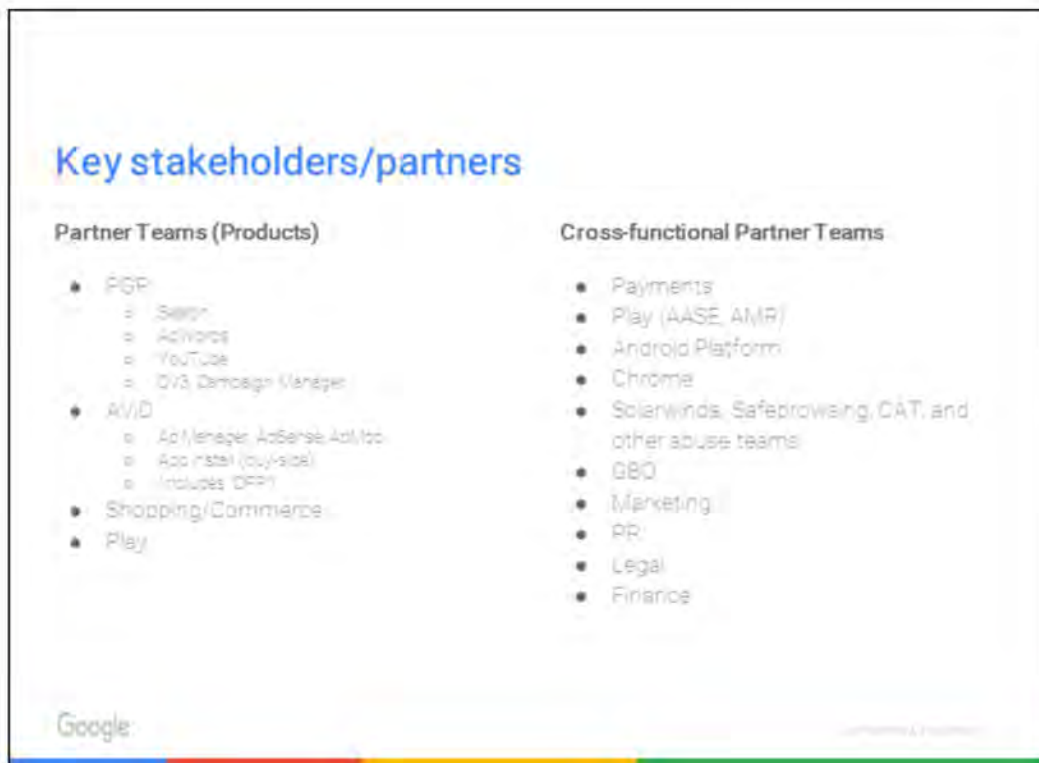 Key stakeholders/partners
Partner Teams (Products)
● PGP
○ Search
○ AdWords
○ YouTube
○ DV3, Campaign Manager
● AViD
○ Ad Manager, AdSense, AdMob
○ App install (buy-side)
○ Includes
● Shopping/Commerce
● Play
Cross-functional Partner Teams
● Payments
● Play (AASE, AMR)
● Android Platform
● Chrome
● Solarwinds, Safebrowsing, CAT, and
other abuse teams
● GBO
● Marketing
● PR
● Legal
● Finance
Google